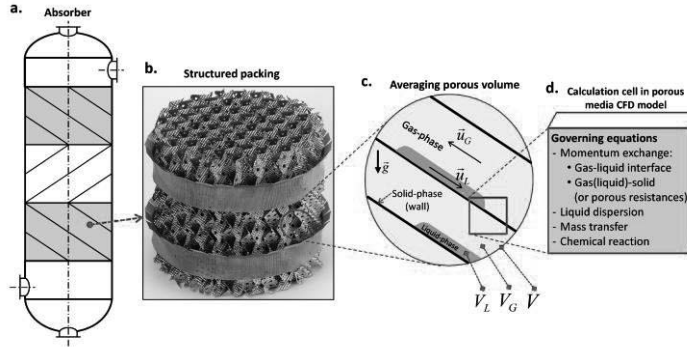 a.
Absorber
b.
Structured packing
c.
Averaging porous volume
Gas-phase
u_G
g
u_L
Solid-phase
(wall)
Liquid-phase
V_L V_G V
d.
Calculation cell in porous
media CFD model
Governing equations
- Momentum exchange:
• Gas-liquid interface
• Gas(liquid)-solid
(or porous resistances)
- Liquid dispersion
- Mass transfer
- Chemical reaction